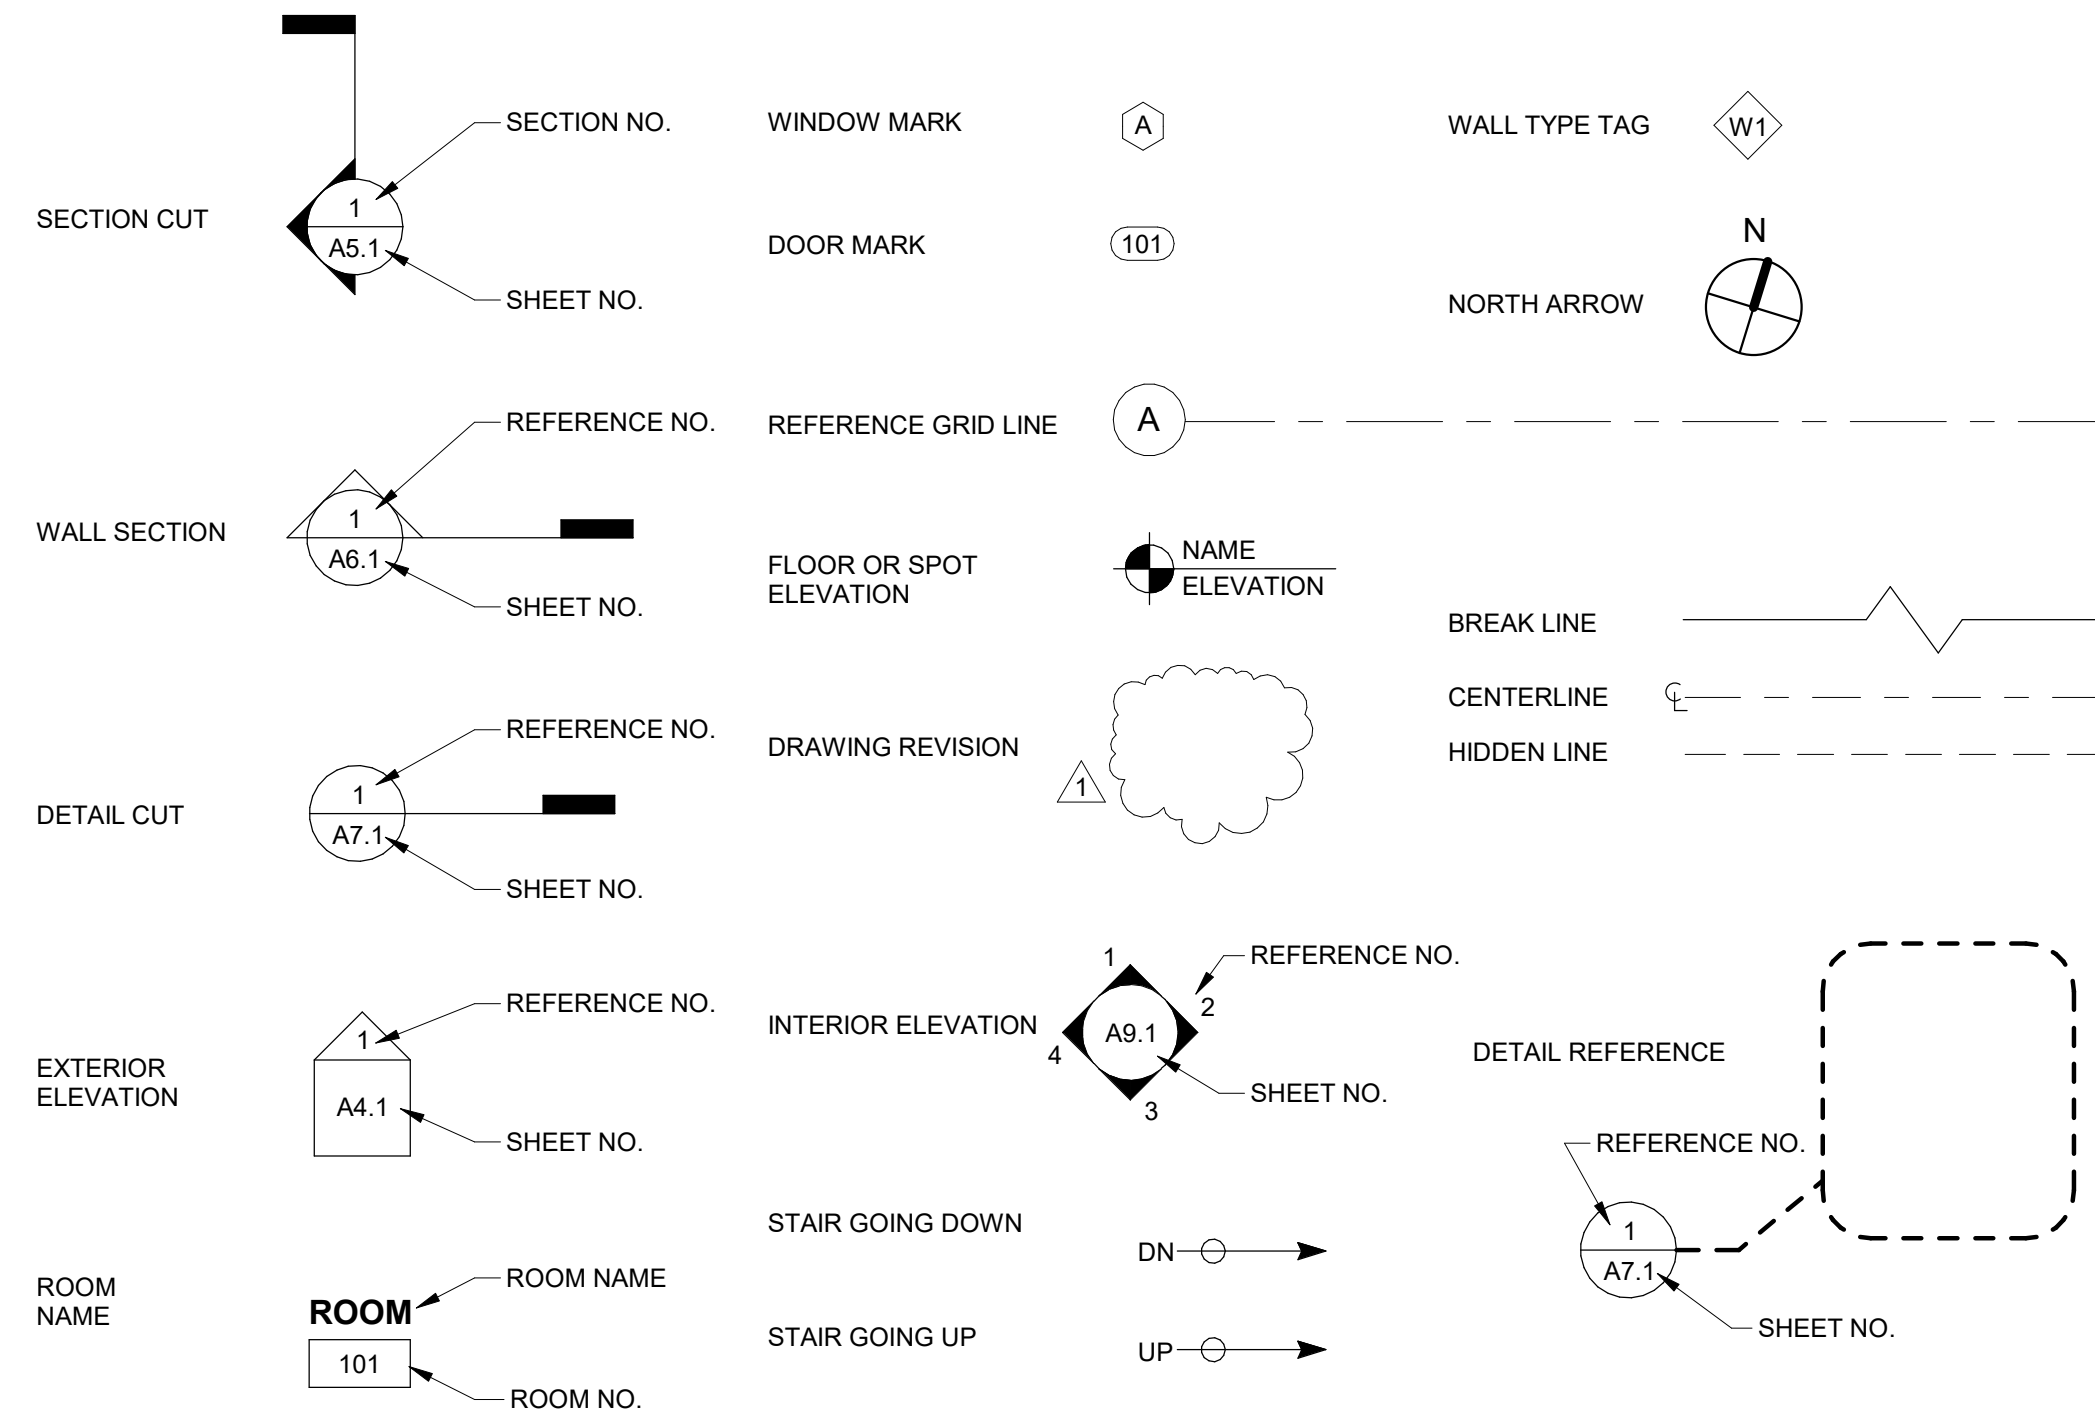 SECTION CUT
1
A5.1
SECTION NO.
SHEET NO.
WALL SECTION
1
A6.1
REFERENCE NO.
SHEET NO.
DETAIL CUT
1
A7.1
REFERENCE NO.
SHEET NO.
EXTERIOR
ELEVATION
1
A4.1
REFERENCE NO.
SHEET NO.
ROOM
NAME
ROOM
101
ROOM NAME
ROOM NO.
WINDOW MARK
A
DOOR MARK
101
REFERENCE GRID LINE
A
FLOOR OR SPOT
ELEVATION
NAME
ELEVATION
DRAWING REVISION
1
INTERIOR ELEVATION
1
2
3
4
A9.1
REFERENCE NO.
SHEET NO.
STAIR GOING DOWN
DN
STAIR GOING UP
UP
WALL TYPE TAG
W1
NORTH ARROW
N
BREAK LINE
CENTERLINE
℄
HIDDEN LINE
DETAIL REFERENCE
REFERENCE NO.
1
A7.1
SHEET NO.